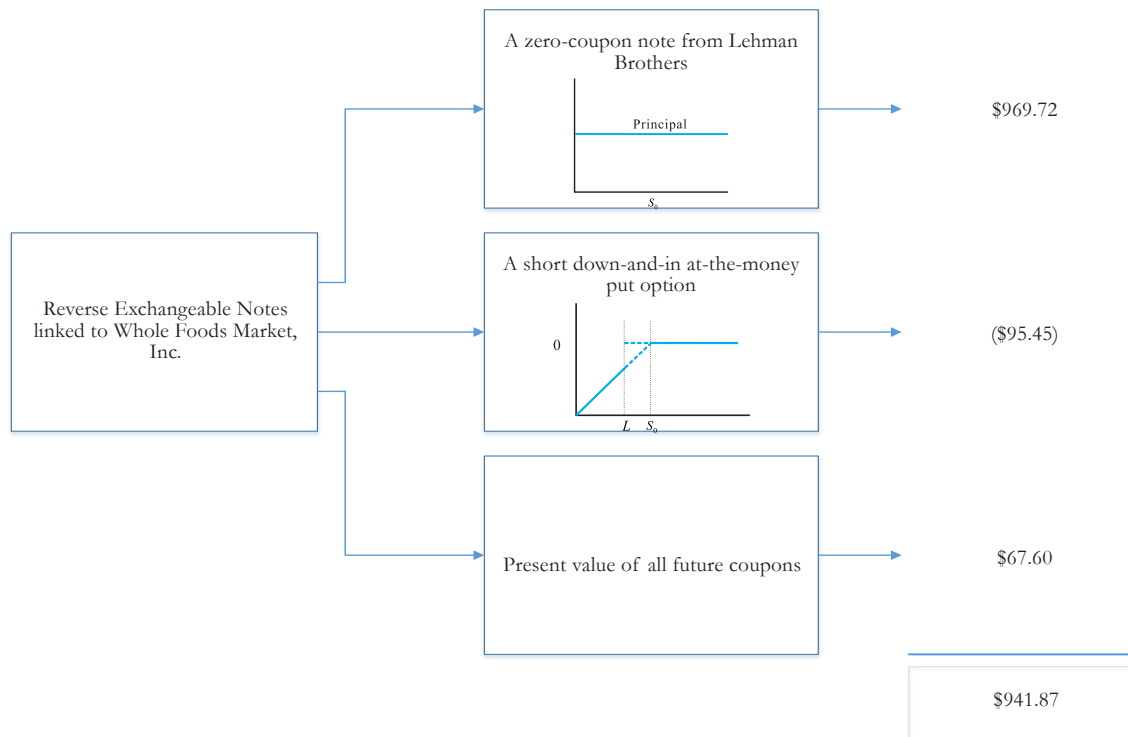 A zero-coupon note from Lehman
Brothers
Principal
S₀
$969.72
Reverse Exchangeable Notes
linked to Whole Foods Market,
Inc.
A short down-and-in at-the-money
put option
0
L S₀
($95.45)
Present value of all future coupons
$67.60
$941.87